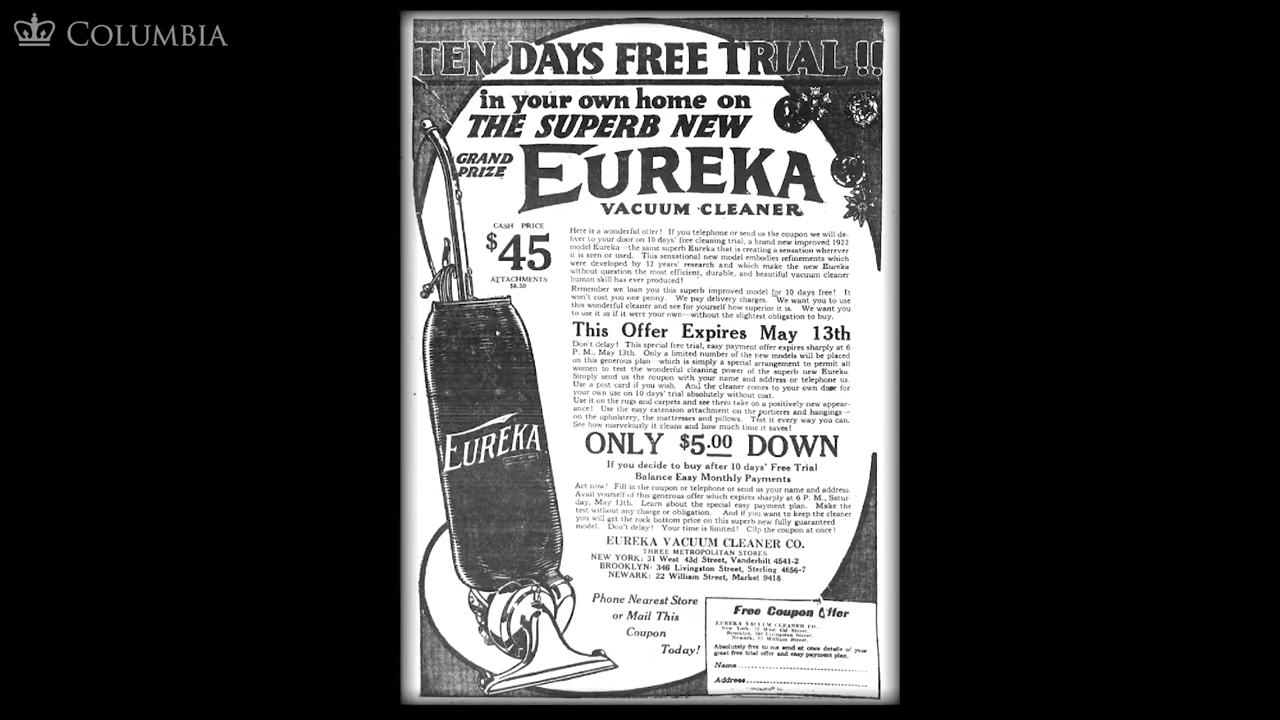 COLUMBIA
TEN DAYS FREE TRIAL!!
in your own home on
THE SUPERB NEW
GRAND
PRIZE
EUREKA
VACUUM CLEANER
CASH PRICE
$45
ATTACHMENTS
$8.50
Here is a wonderful offer! If you telephone or send us the coupon we will de-
liver to your door on 10 days' free cleaning trial, a brand new improved 1922
model Eureka—the same superb Eureka that is creating a sensation wherever
it is seen or used. This sensational new model embodies refinements which
were developed by 12 years' research and which make the new Eureka
without question the most efficient, durable, and beautiful vacuum cleaner
human skill has ever produced!
Remember we loan you this superb improved model for 10 days free! It
won't cost you one penny. We pay delivery charges. We want you to use
this wonderful cleaner and see for yourself how superior it is. We want you
to use it as if it were your own—without the slightest obligation to buy.
This Offer Expires May 13th
Don't delay! This special free trial, easy payment offer expires sharply at 6
P. M., May 13th. Only a limited number of the new models will be placed
on this generous plan—which is simply a special arrangement to permit all
women to test the wonderful cleaning power of the superb new Eureka.
Simply send us the coupon with your name and address or telephone us.
Use a post card if you wish. And the cleaner comes to your own door for
your own use on 10 days' trial absolutely without cost.
Use it on the rugs and carpets and see them take on a positively new appear-
ance! Use the easy extension attachment on the portieres and hangings—
on the upholstery, the mattresses and pillows. Test it every way you can.
See how marvelously it cleans and how much time it saves!
EUREKA
ONLY $5.00 DOWN
If you decide to buy after 10 days' Free Trial
Balance Easy Monthly Payments
Act now! Fill in the coupon or telephone or send us your name and address.
Avail yourself of this generous offer which expires sharply at 6 P. M., Satur-
day, May 13th. Learn about the special easy payment plan. Make the
test without any charge or obligation. And if you want to keep the cleaner
you will get the rock bottom price on this superb new fully guaranteed
model. Don't delay! Your time is limited! Clip the coupon at once!
EUREKA VACUUM CLEANER CO.
THREE METROPOLITAN STORES
NEW YORK: 31 West 43d Street, Vanderbilt 4541-2
BROOKLYN: 346 Livingston Street, Sterling 4656-7
NEWARK: 22 William Street, Market 9418
Phone Nearest Store
or Mail This
Coupon
Today!
Free Coupon Offer
EUREKA VACUUM CLEANER CO.,
New York, 31 West 43d Street,
Brooklyn, 346 Livingston Street,
Newark, 22 William Street.
Absolutely free to me send at once details of your
great free trial offer and easy payment plan.
Name
Address